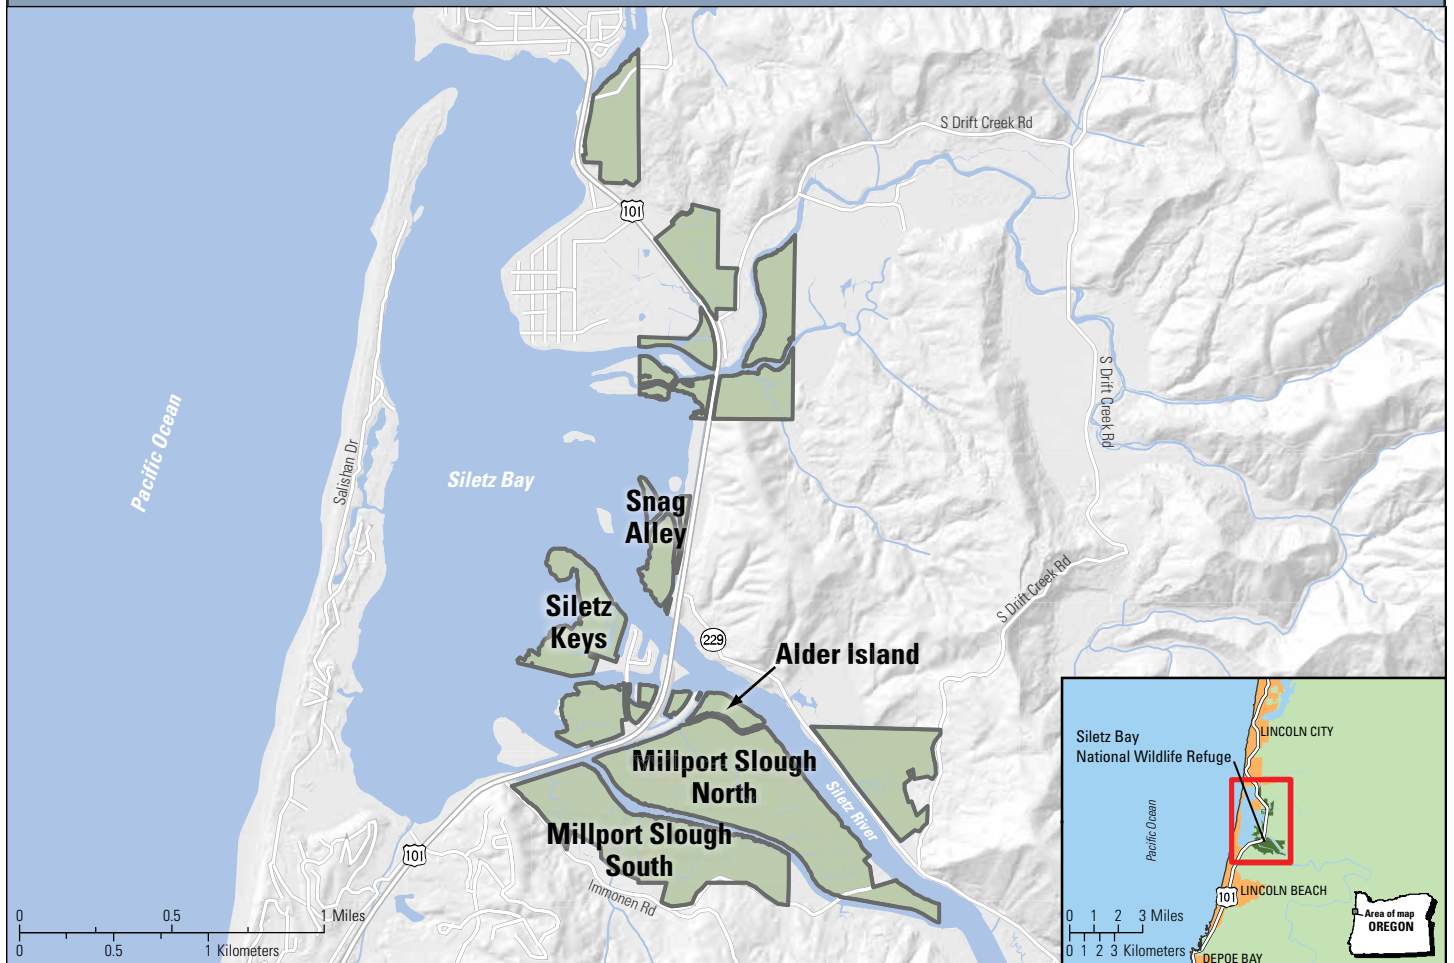 S Drift Creek Rd
101
Pacific Ocean
Salishan Dr
Siletz Bay
S Drift Creek Rd
Snag
Alley
S Drift Creek Rd
Siletz
Keys
229
Alder Island
Millport Slough
North
Siletz River
Millport Slough
South
101
Immonen Rd
0 0.5 1 Miles
0 0.5 1 Kilometers
LINCOLN CITY
Siletz Bay
National Wildlife Refuge
Pacific Ocean
101
LINCOLN BEACH
0 1 2 3 Miles
0 1 2 3 Kilometers
Area of map
OREGON
DEPOE BAY